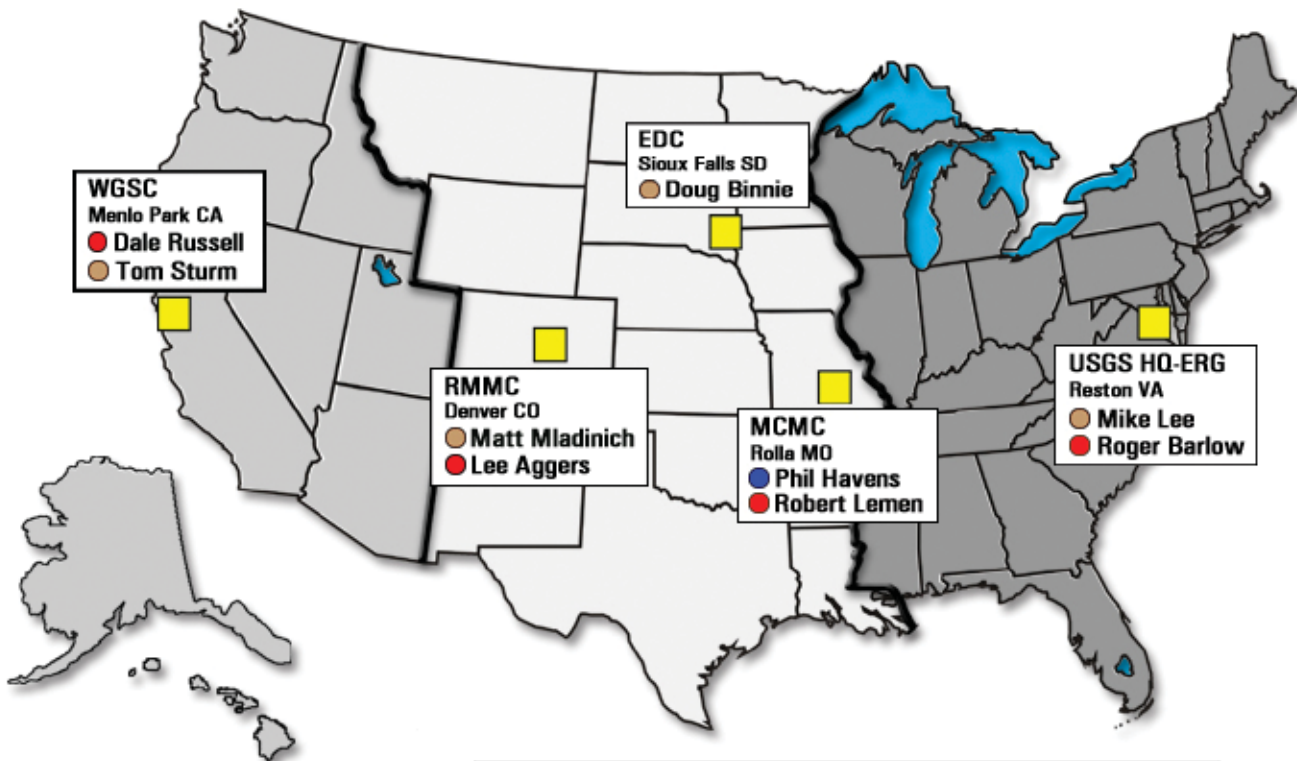 WGSC
Menlo Park CA
Dale Russell
Tom Sturm
EDC
Sioux Falls SD
Doug Binnie
RMMC
Denver CO
Matt Mladinich
Lee Aggers
MCMC
Rolla MO
Phil Havens
Robert Lemen
USGS HQ-ERG
Reston VA
Mike Lee
Roger Barlow